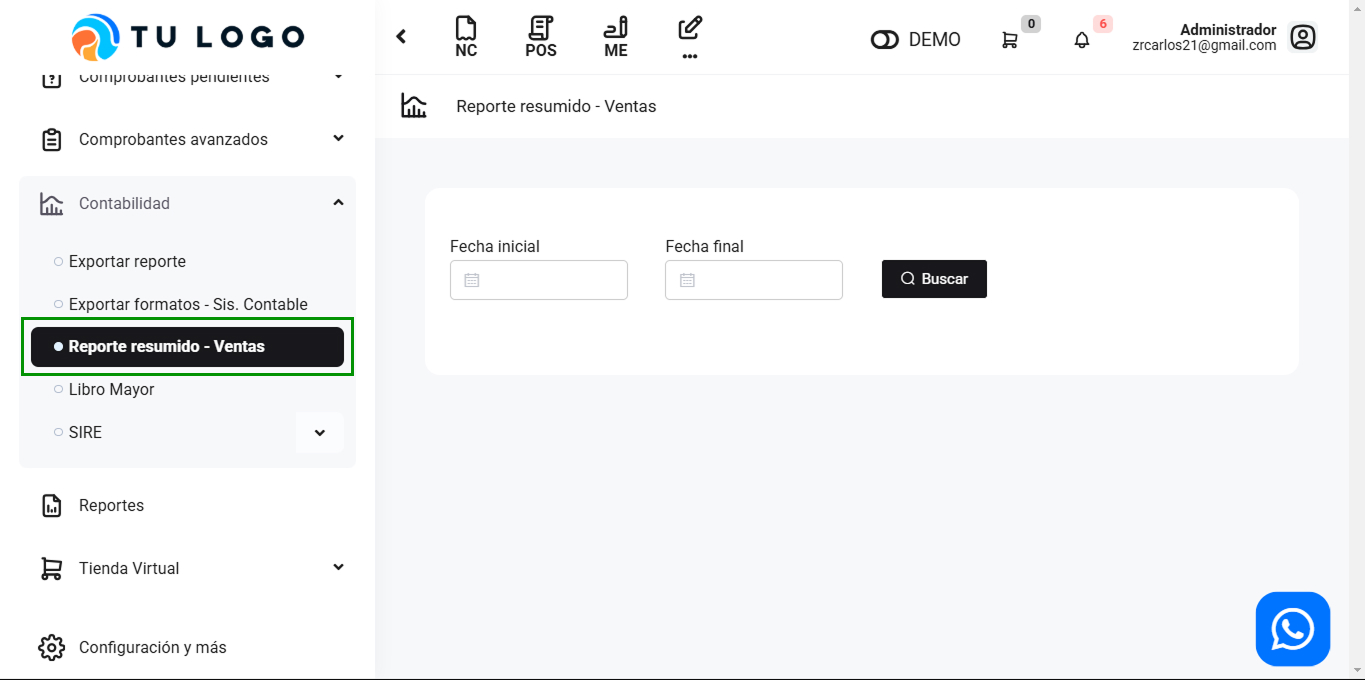 TU LOGO
NC
POS
ME
...
DEMO
0
6
Administrador
zrcarlos21@gmail.com
Comprobantes pendientes
Comprobantes avanzados
Contabilidad
Exportar reporte
Exportar formatos - Sis. Contable
Reporte resumido - Ventas
Libro Mayor
SIRE
Reportes
Tienda Virtual
Configuración y más
Reporte resumido - Ventas
Fecha inicial
Fecha final
Buscar